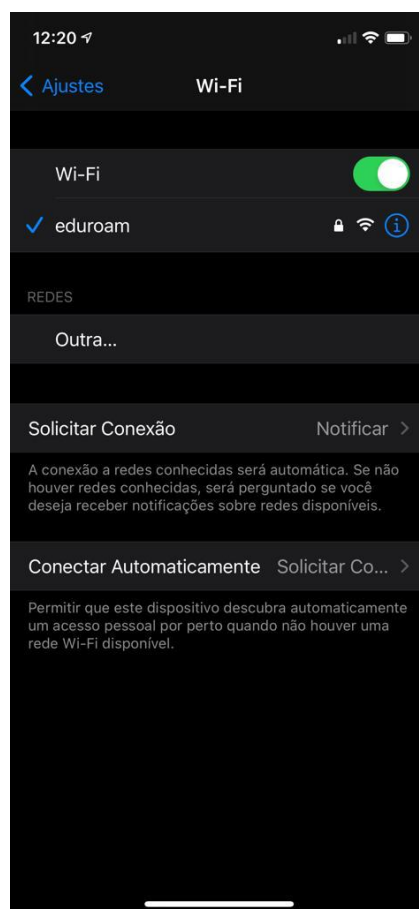 12:20
Ajustes
Wi-Fi
Wi-Fi
eduroam
REDES
Outra...
Solicitar Conexão Notificar
A conexão a redes conhecidas será automática. Se não
houver redes conhecidas, será perguntado se você
deseja receber notificações sobre redes disponíveis.
Conectar Automaticamente Solicitar Co...
Permitir que este dispositivo descubra automaticamente
um acesso pessoal por perto quando não houver uma
rede Wi-Fi disponível.